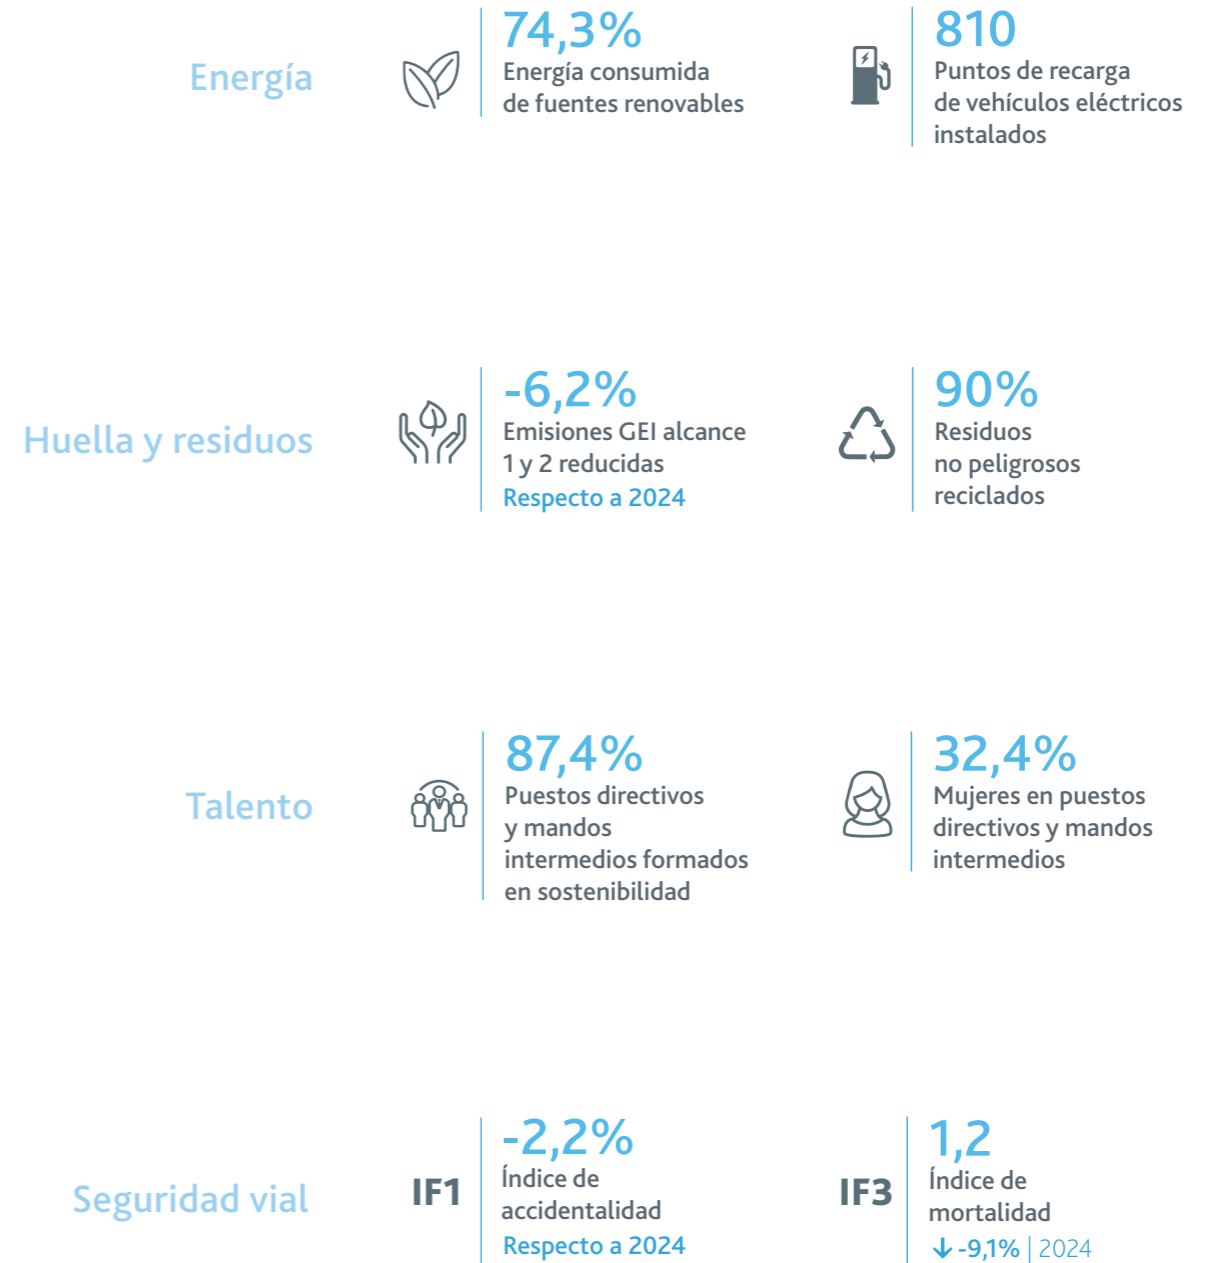 Energía
74,3%
Energía consumida
de fuentes renovables
810
Puntos de recarga
de vehículos eléctricos
instalados
Huella y residuos
-6,2%
Emisiones GEI alcance
1 y 2 reducidas
Respecto a 2024
90%
Residuos
no peligrosos
reciclados
Talento
87,4%
Puestos directivos
y mandos
intermedios formados
en sostenibilidad
32,4%
Mujeres en puestos
directivos y mandos
intermedios
Seguridad vial
IF1
-2,2%
Índice de
accidentalidad
Respecto a 2024
IF3
1,2
Índice de
mortalidad
↓ -9,1% | 2024